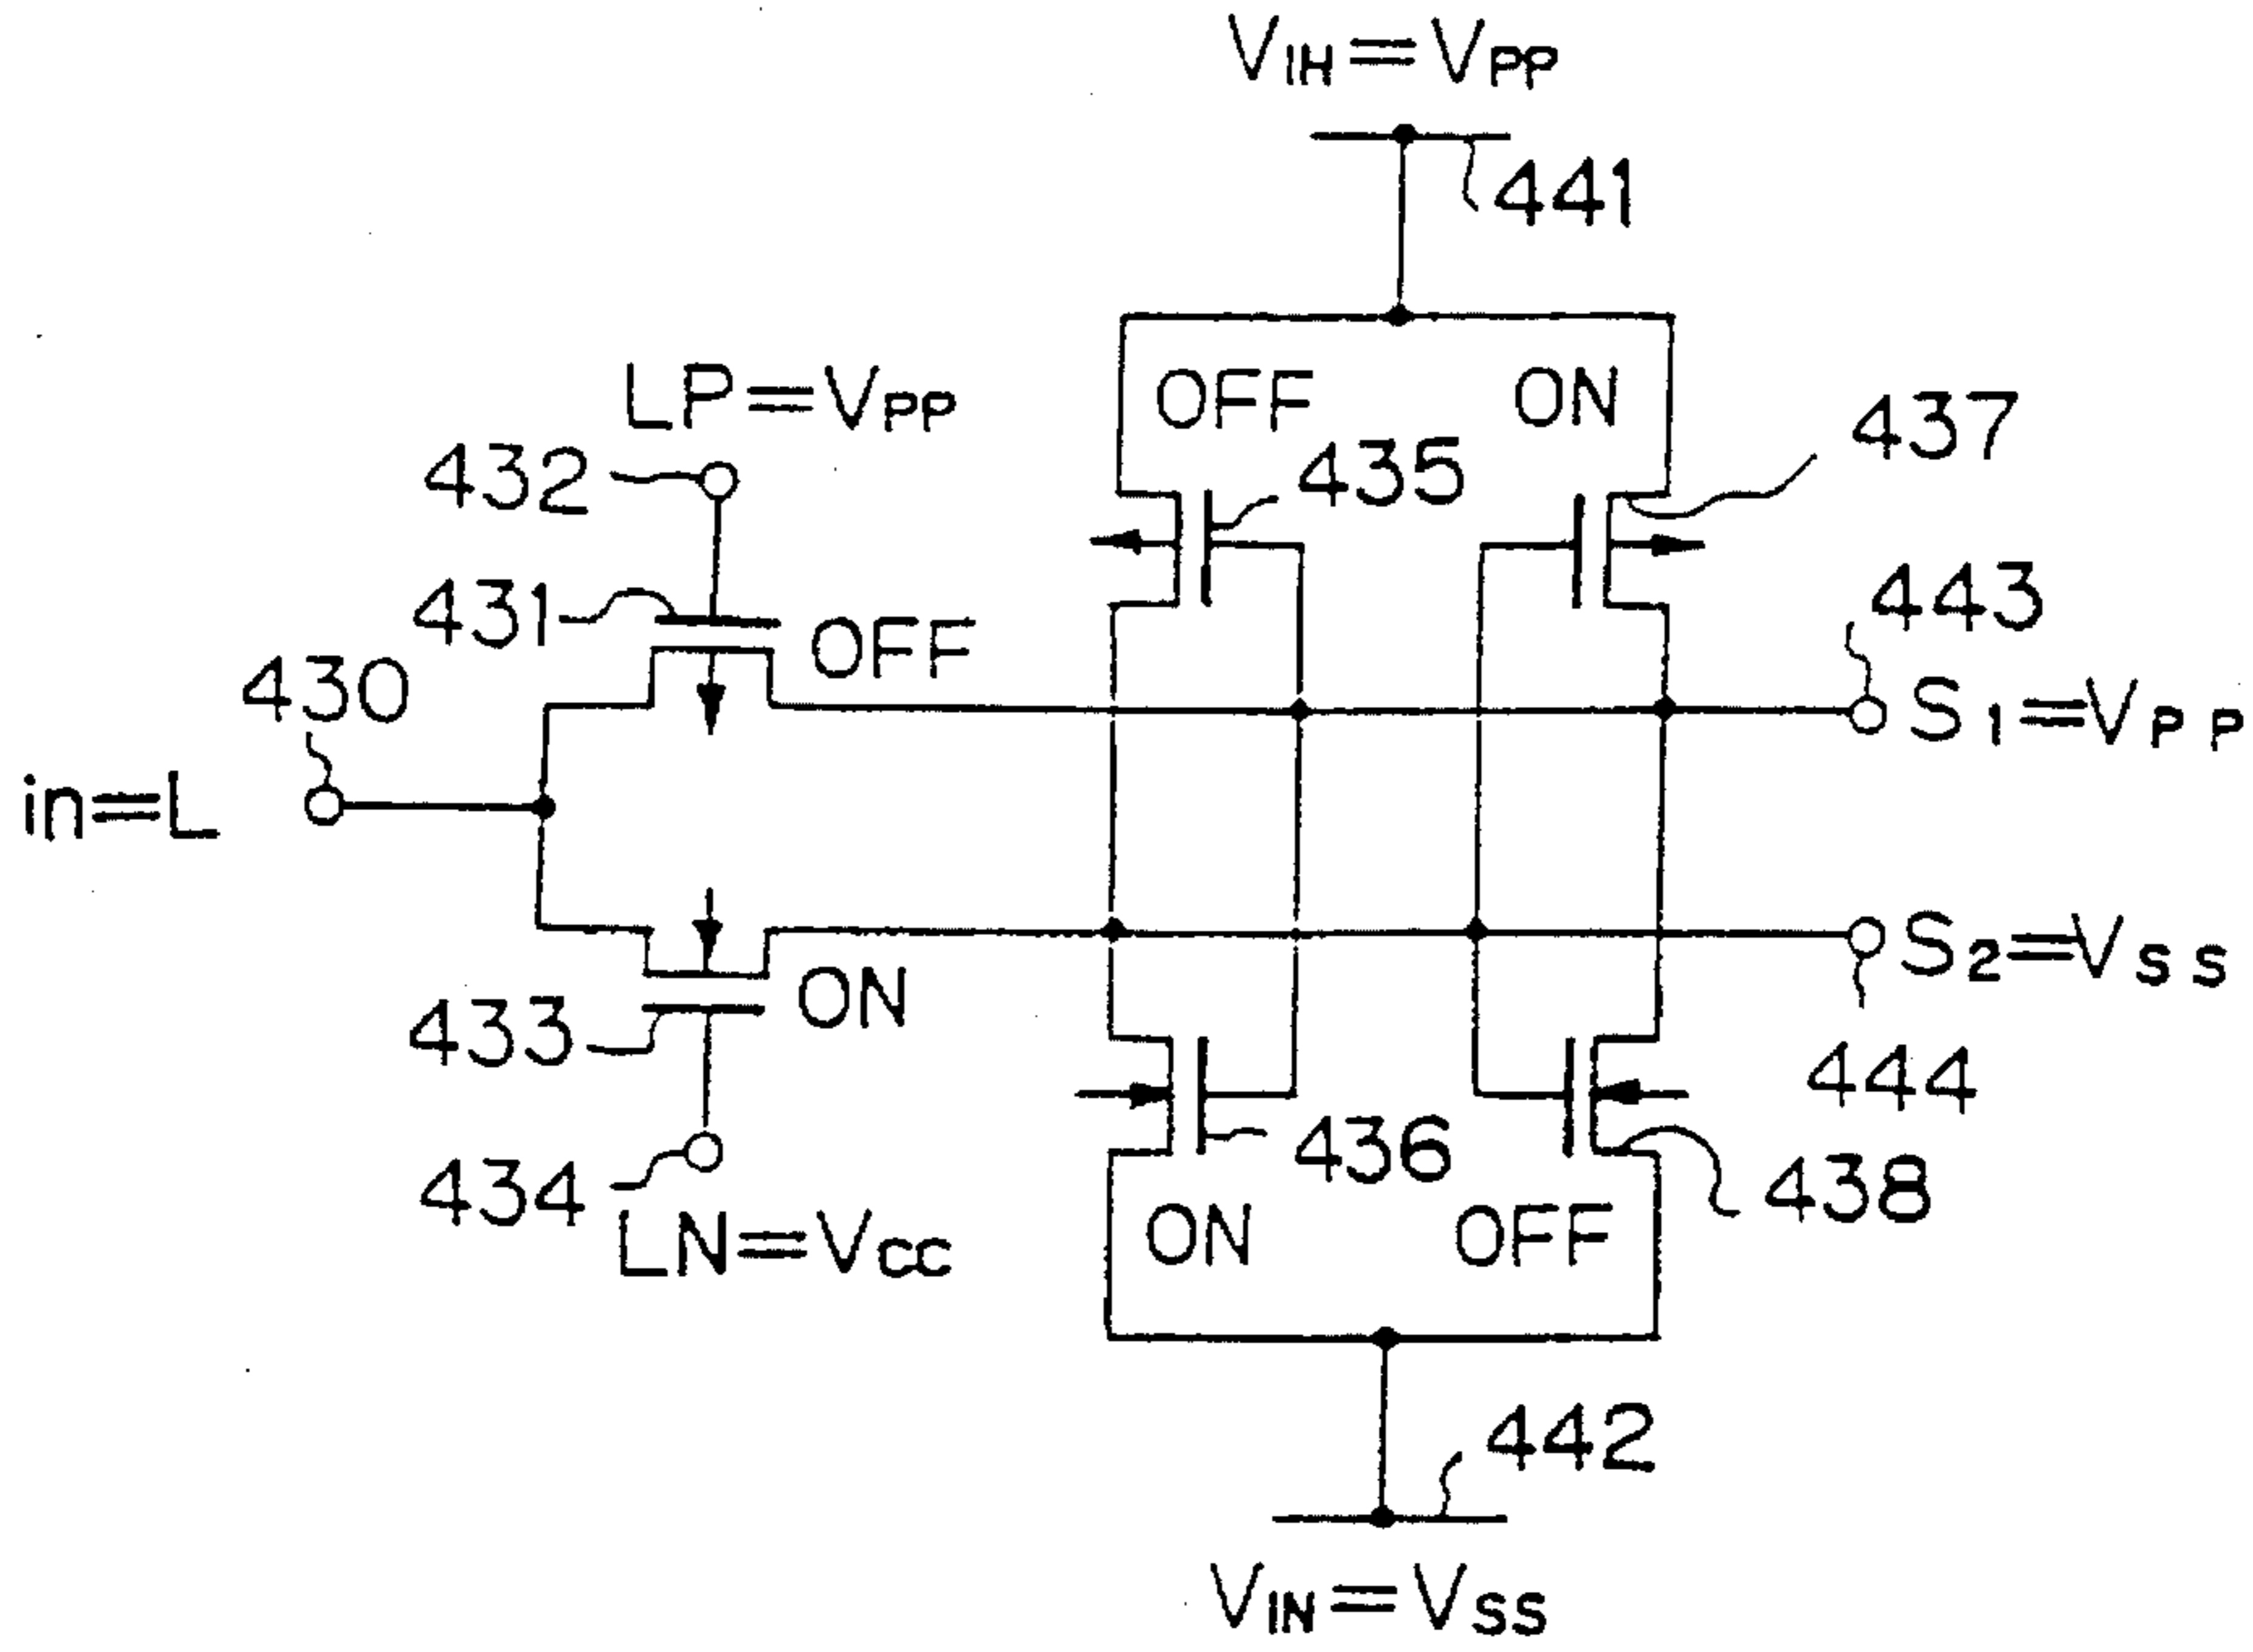 VIH=VPP
441
OFF
ON
437
LP=VPP
432
435
431
OFF
443
430
S1=VPP
in=L
S2=VSS
ON
433
444
436
438
434
LN=VCC
ON
OFF
442
VIN=VSS